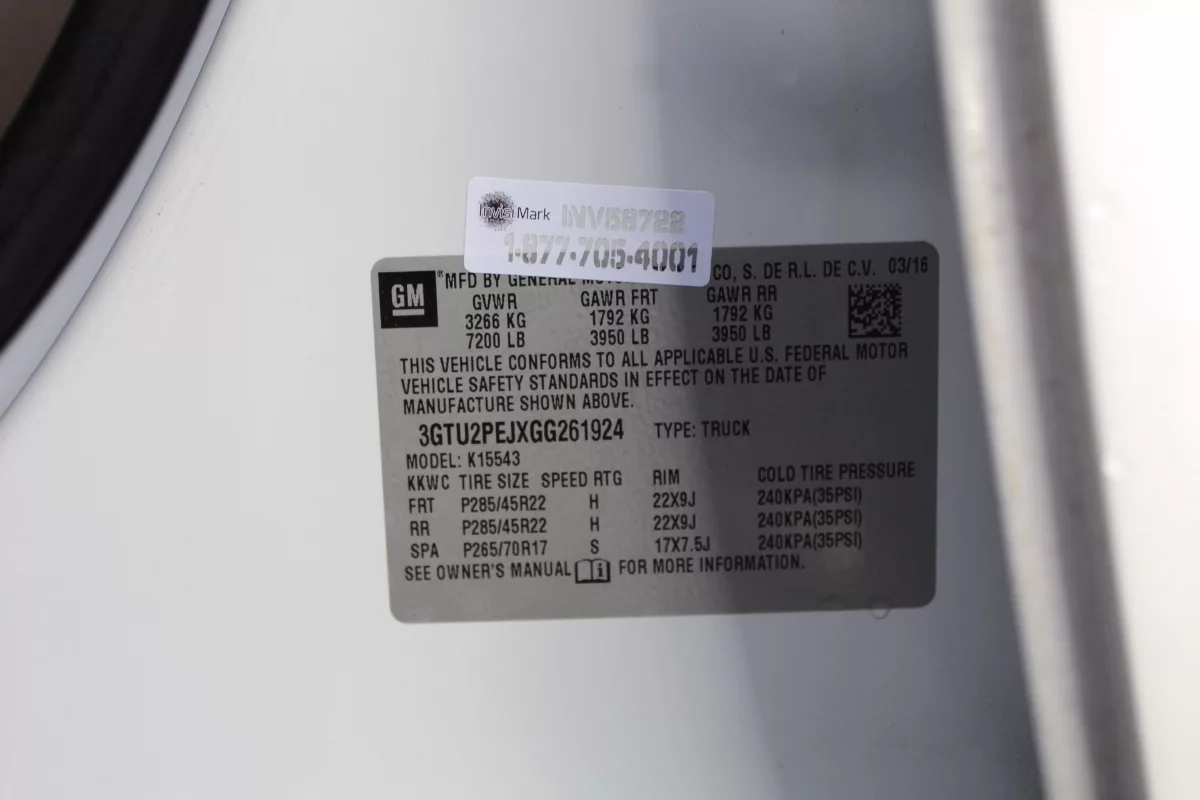 Invisi Mark INV58722
1-877-705-4001
GM ® MFD BY GENERAL CO, S. DE R.L. DE C.V. 03/16
GVWR GAWR FRT GAWR RR
3266 KG 1792 KG 1792 KG
7200 LB 3950 LB 3950 LB
THIS VEHICLE CONFORMS TO ALL APPLICABLE U.S. FEDERAL MOTOR
VEHICLE SAFETY STANDARDS IN EFFECT ON THE DATE OF
MANUFACTURE SHOWN ABOVE.
3GTU2PEJXGG261924 TYPE: TRUCK
MODEL: K15543
KKWC TIRE SIZE SPEED RTG RIM COLD TIRE PRESSURE
FRT P285/45R22 H 22X9J 240KPA(35PSI)
RR P285/45R22 H 22X9J 240KPA(35PSI)
SPA P265/70R17 S 17X7.5J 240KPA(35PSI)
SEE OWNER'S MANUAL i FOR MORE INFORMATION.